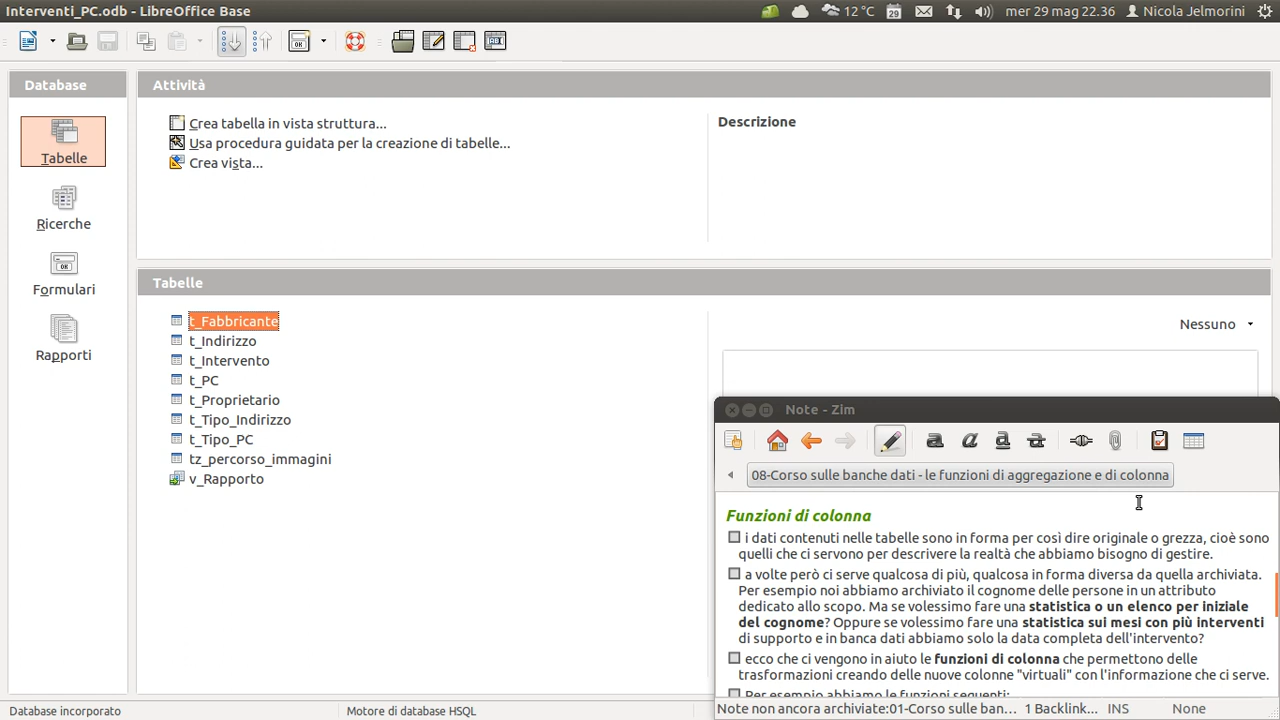 Interventi_PC.odb - LibreOffice Base
12 °C
mer 29 mag 22.36
Nicola Jelmorini
Database
Attività
Tabelle
Ricerche
Formulari
Rapporti
Crea tabella in vista struttura...
Usa procedura guidata per la creazione di tabelle...
Crea vista...
Descrizione
Tabelle
t_Fabbricante
t_Indirizzo
t_Intervento
t_PC
t_Proprietario
t_Tipo_Indirizzo
t_Tipo_PC
tz_percorso_immagini
v_Rapporto
Nessuno
Note - Zim
08-Corso sulle banche dati - le funzioni di aggregazione e di colonna
Funzioni di colonna
i dati contenuti nelle tabelle sono in forma per così dire originale o grezza, cioè sono
quelli che ci servono per descrivere la realtà che abbiamo bisogno di gestire.
a volte però ci serve qualcosa di più, qualcosa in forma diversa da quella archiviata.
Per esempio noi abbiamo archiviato il cognome delle persone in un attributo
dedicato allo scopo. Ma se volessimo fare una statistica o un elenco per iniziale
del cognome? Oppure se volessimo fare una statistica sui mesi con più interventi
di supporto e in banca dati abbiamo solo la data completa dell'intervento?
ecco che ci vengono in aiuto le funzioni di colonna che permettono delle
trasformazioni creando delle nuove colonne "virtuali" con l'informazione che ci serve.
Per esempio abbiamo le funzioni seguenti:
Note non ancora archiviate:01-Corso sulle ban... 1 Backlink... INS None
Database incorporato
Motore di database HSQL